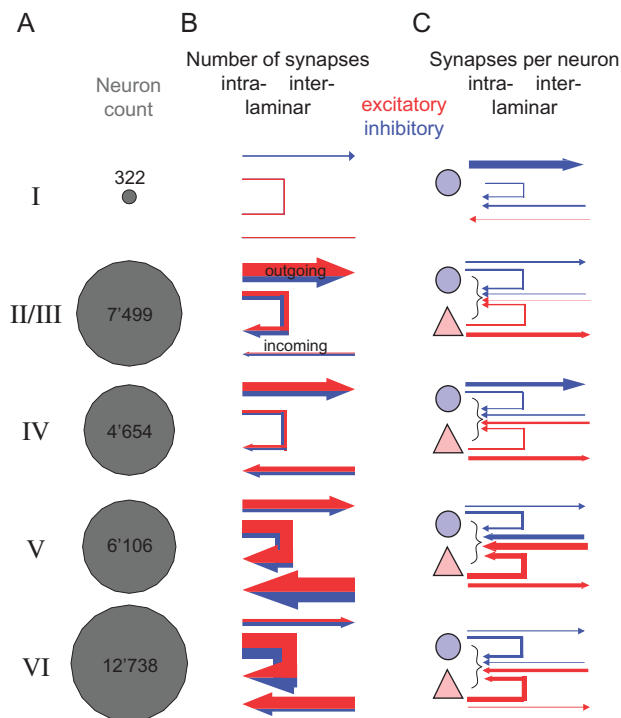 A
B
C
Neuron
count
Number of synapses
intra- inter-
laminar
excitatory
inhibitory
Synapses per neuron
intra- inter-
laminar
I
322
II/III
7'499
outgoing
incoming
IV
4'654
V
6'106
VI
12'738